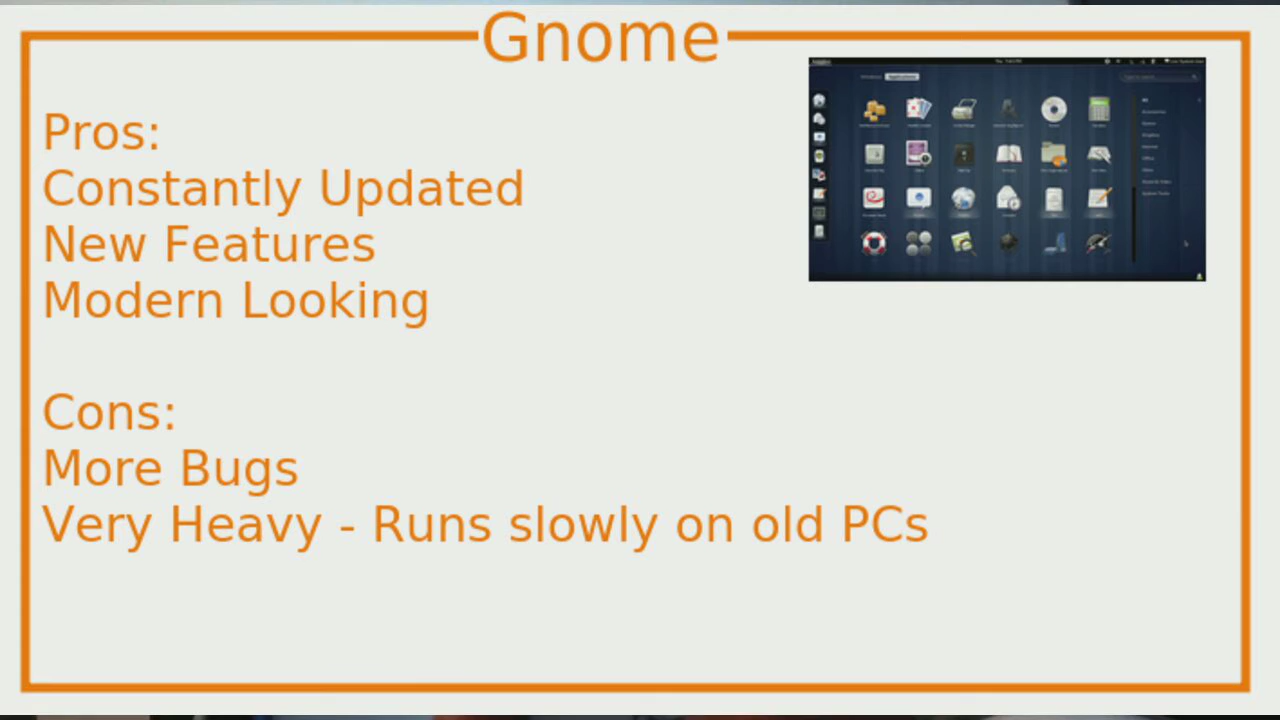 Gnome
Pros:
Constantly Updated
New Features
Modern Looking
Cons:
More Bugs
Very Heavy - Runs slowly on old PCs